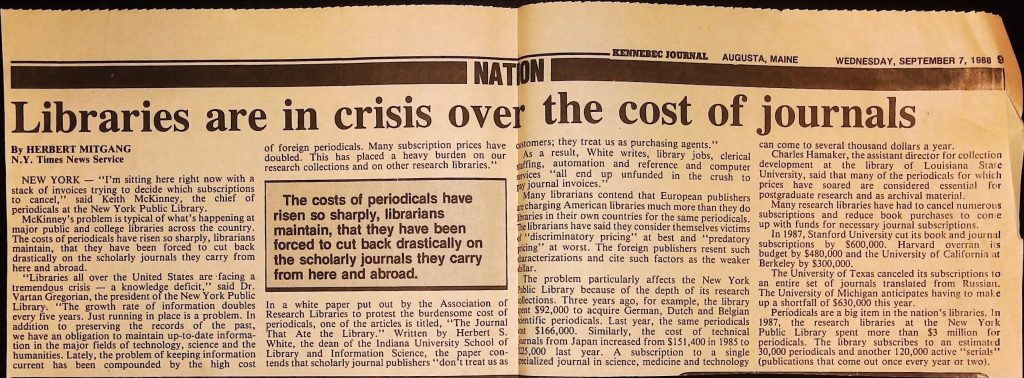 KENNEBEC JOURNAL AUGUSTA, MAINE WEDNESDAY, SEPTEMBER 7, 1988 9
NATION
Libraries are in crisis over the cost of journals
By HERBERT MITGANG
N.Y. Times News Service
NEW YORK — "I'm sitting here right now with a
stack of invoices trying to decide which subscriptions
to cancel," said Keith McKinney, the chief of
periodicals at the New York Public Library.
McKinney's problem is typical of what's happening at
major public and college libraries across the country.
The costs of periodicals have risen so sharply, librarians
maintain, that they have been forced to cut back
drastically on the scholarly journals they carry from
here and abroad.
"Libraries all over the United States are facing a
tremendous crisis — a knowledge deficit," said Dr.
Vartan Gregorian, the president of the New York Public
Library. "The growth rate of information doubles
every five years. Just running in place is a problem. In
addition to preserving the records of the past,
we have an obligation to maintain up-to-date information
in the major fields of technology, science and the
humanities. Lately, the problem of keeping information
current has been compounded by the high cost
of foreign periodicals. Many subscription prices have
doubled. This has placed a heavy burden on our
research collections and on other research libraries."
The costs of periodicals have
risen so sharply, librarians
maintain, that they have been
forced to cut back drastically on
the scholarly journals they carry
from here and abroad.
In a white paper put out by the Association of
Research Libraries to protest the burdensome cost of
periodicals, one of the articles is titled, "The Journal
That Ate the Library." Written by Herbert S.
White, the dean of the Indiana University School of
Library and Information Science, the paper con-
tends that scholarly journal publishers "don't treat us as
customers; they treat us as purchasing agents."
As a result, White writes, library jobs, clerical
staffing, automation and reference and computer
services "all end up unfunded in the crush to
pay journal invoices."
Many librarians contend that European publishers
are charging American libraries much more than they do
libraries in their own countries for the same periodicals.
The librarians say they consider themselves victims
of "discriminatory pricing" at best and "predatory
pricing" at worst. The foreign publishers resent such
characterizations and cite such factors as the weaker
dollar.
The problem particularly affects the New York
Public Library because of the depth of its research
collections. Three years ago, for example, the library
spent $92,000 to acquire German, Dutch and Belgian
scientific periodicals. Last year, the same periodicals
cost $166,000. Similarly, the cost of technical
journals from Japan increased from $151,400 in 1985 to
last year. A subscription to a single
specialized journal in science, medicine and technology
can come to several thousand dollars a year.
Charles Hamaker, the assistant director for collection
development at the library of Louisiana State
University, said that many of the periodicals for which
prices have soared are considered essential for
postgraduate research and as archival material.
Many research libraries have had to cancel numerous
subscriptions and reduce book purchases to come
up with funds for necessary journal subscriptions.
In 1987, Stanford University cut its book and journal
subscriptions by $600,000. Harvard overran its
budget by $480,000 and the University of California at
Berkeley by $300,000.
The University of Texas canceled its subscriptions to
an entire set of journals translated from Russian.
The University of Michigan anticipates having to make
up a shortfall of $630,000 this year.
Periodicals are a big item in the nation's libraries. In
1987, the research libraries at the New York
Public Library spent more than $3 million for
periodicals. The library subscribes to an estimated
30,000 periodicals and another 120,000 active "serials"
(publications that come out once every year or two).